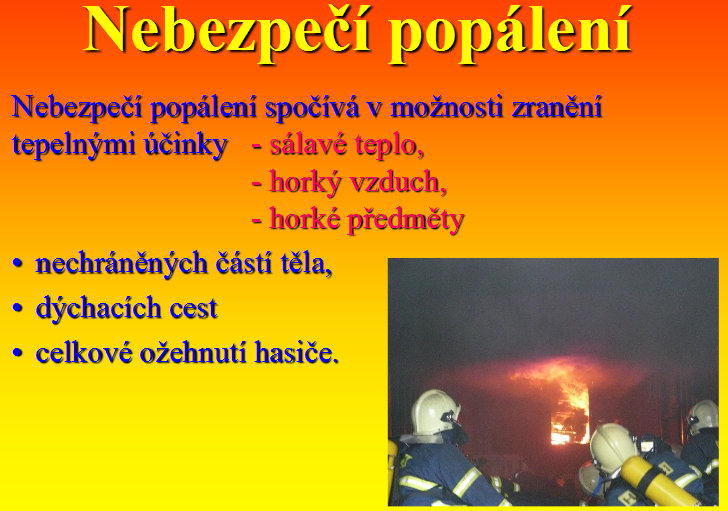 Nebezpečí popálení
Nebezpečí popálení spočívá v možnosti zranění
tepelnými účinky - sálavé teplo,
- horký vzduch,
- horké předměty
• nechráněných částí těla,
• dýchacích cest
• celkové ožehnutí hasiče.